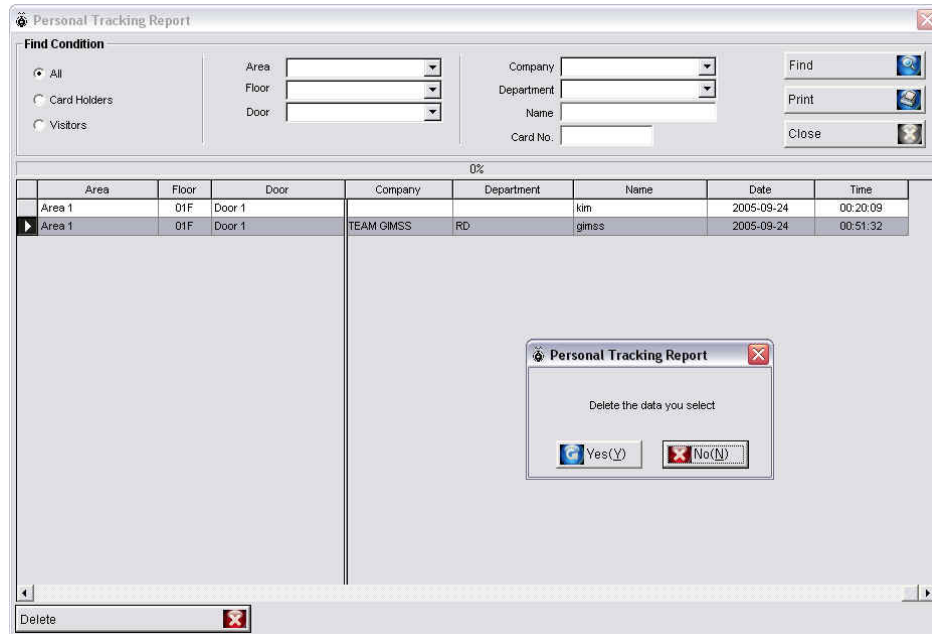 Personal Tracking Report
Find Condition
All
Card Holders
Visitors
Area
Floor
Door
Company
Department
Name
Card No.
Find
Print
Close
0%
Area Floor Door Company Department Name Date Time
Area 1 01F Door 1 kim 2005-09-24 00:20:09
Area 1 01F Door 1 TEAM GIMSS RD gimss 2005-09-24 00:51:32
Personal Tracking Report
Delete the data you select
Yes(Y) No(N)
Delete